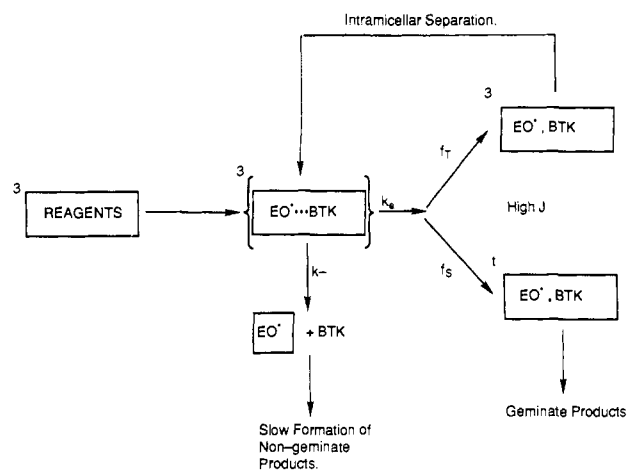 Intramicellar Separation.
3
EO•, BTK
fT
3
3
REAGENTS
EO•···BTK
ke
High J
fS
t
EO•, BTK
k–
EO• + BTK
Geminate Products
Slow Formation of
Non–geminate
Products.